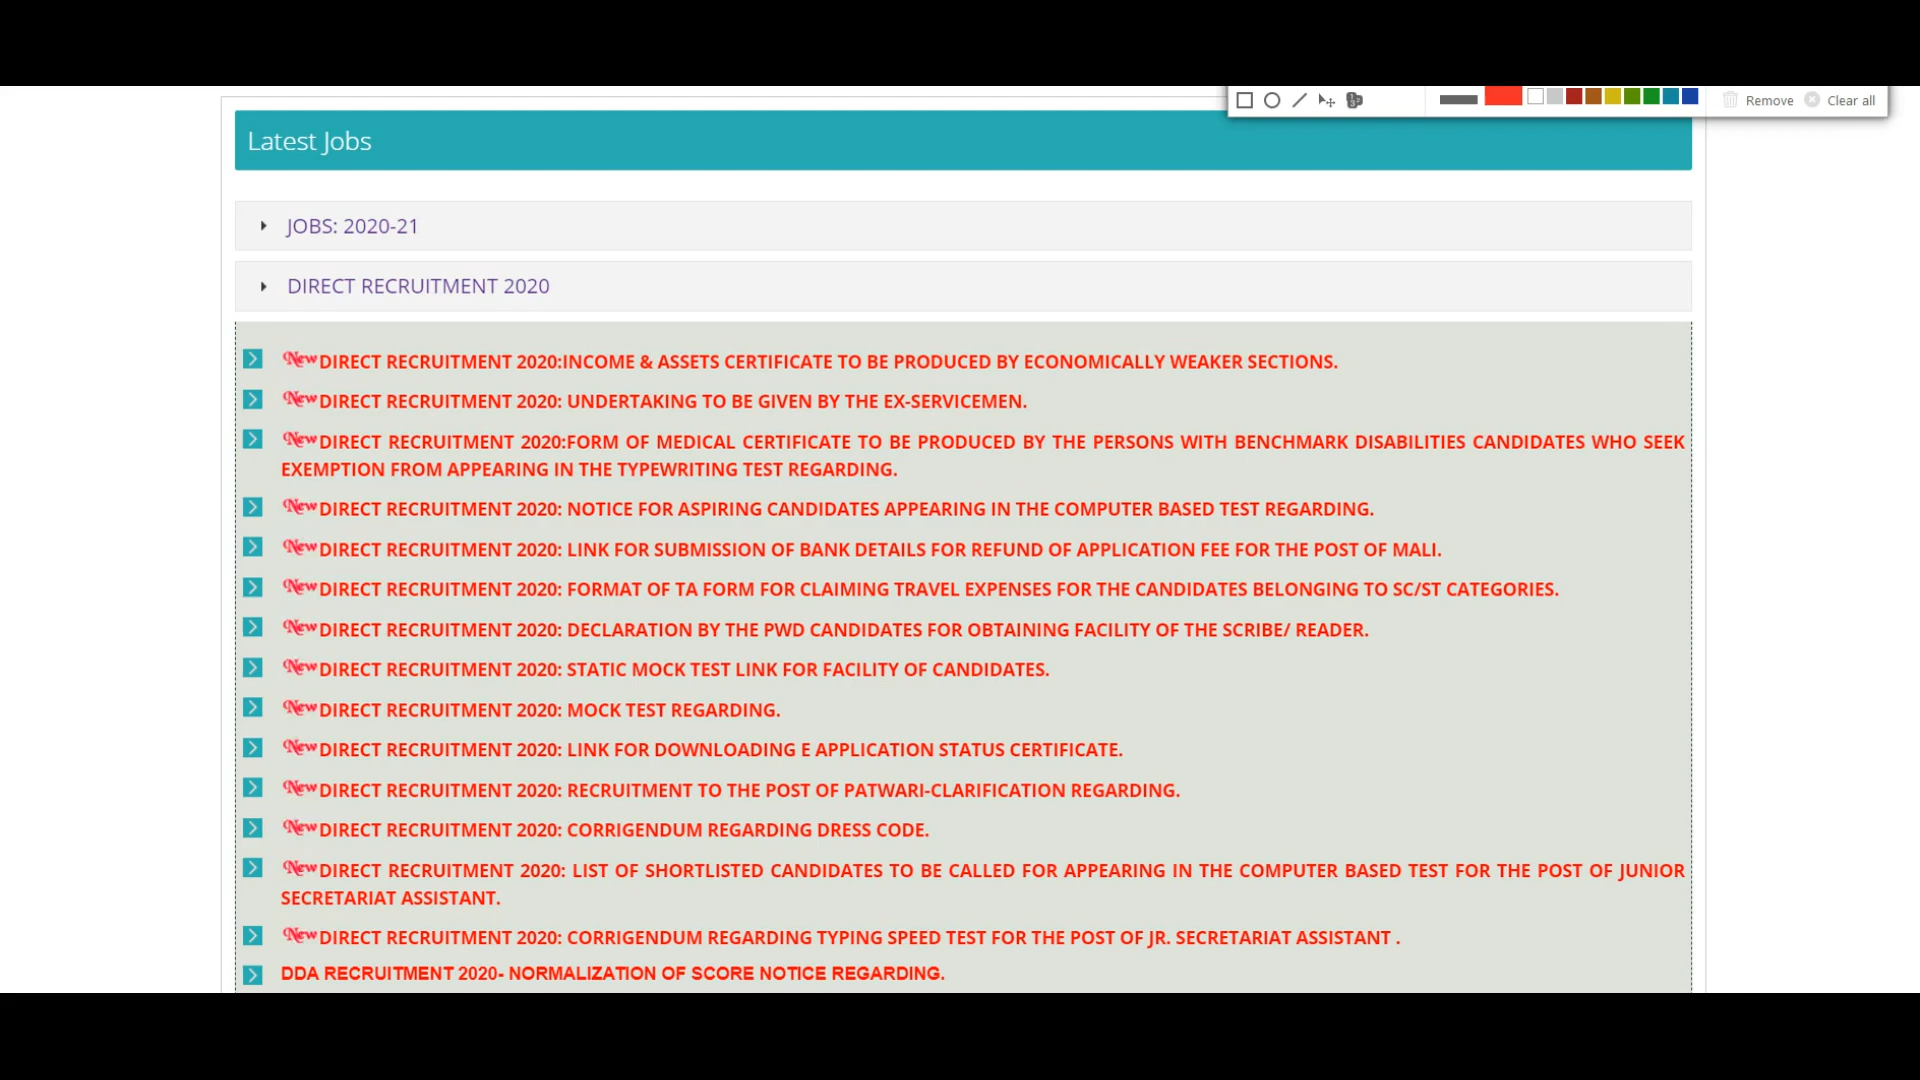 Remove Clear all
Latest Jobs
JOBS: 2020-21
DIRECT RECRUITMENT 2020
New DIRECT RECRUITMENT 2020:INCOME & ASSETS CERTIFICATE TO BE PRODUCED BY ECONOMICALLY WEAKER SECTIONS.
New DIRECT RECRUITMENT 2020: UNDERTAKING TO BE GIVEN BY THE EX-SERVICEMEN.
New DIRECT RECRUITMENT 2020:FORM OF MEDICAL CERTIFICATE TO BE PRODUCED BY THE PERSONS WITH BENCHMARK DISABILITIES CANDIDATES WHO SEEK
EXEMPTION FROM APPEARING IN THE TYPEWRITING TEST REGARDING.
New DIRECT RECRUITMENT 2020: NOTICE FOR ASPIRING CANDIDATES APPEARING IN THE COMPUTER BASED TEST REGARDING.
New DIRECT RECRUITMENT 2020: LINK FOR SUBMISSION OF BANK DETAILS FOR REFUND OF APPLICATION FEE FOR THE POST OF MALI.
New DIRECT RECRUITMENT 2020: FORMAT OF TA FORM FOR CLAIMING TRAVEL EXPENSES FOR THE CANDIDATES BELONGING TO SC/ST CATEGORIES.
New DIRECT RECRUITMENT 2020: DECLARATION BY THE PWD CANDIDATES FOR OBTAINING FACILITY OF THE SCRIBE/ READER.
New DIRECT RECRUITMENT 2020: STATIC MOCK TEST LINK FOR FACILITY OF CANDIDATES.
New DIRECT RECRUITMENT 2020: MOCK TEST REGARDING.
New DIRECT RECRUITMENT 2020: LINK FOR DOWNLOADING E APPLICATION STATUS CERTIFICATE.
New DIRECT RECRUITMENT 2020: RECRUITMENT TO THE POST OF PATWARI-CLARIFICATION REGARDING.
New DIRECT RECRUITMENT 2020: CORRIGENDUM REGARDING DRESS CODE.
New DIRECT RECRUITMENT 2020: LIST OF SHORTLISTED CANDIDATES TO BE CALLED FOR APPEARING IN THE COMPUTER BASED TEST FOR THE POST OF JUNIOR
SECRETARIAT ASSISTANT.
New DIRECT RECRUITMENT 2020: CORRIGENDUM REGARDING TYPING SPEED TEST FOR THE POST OF JR. SECRETARIAT ASSISTANT .
DDA RECRUITMENT 2020- NORMALIZATION OF SCORE NOTICE REGARDING.